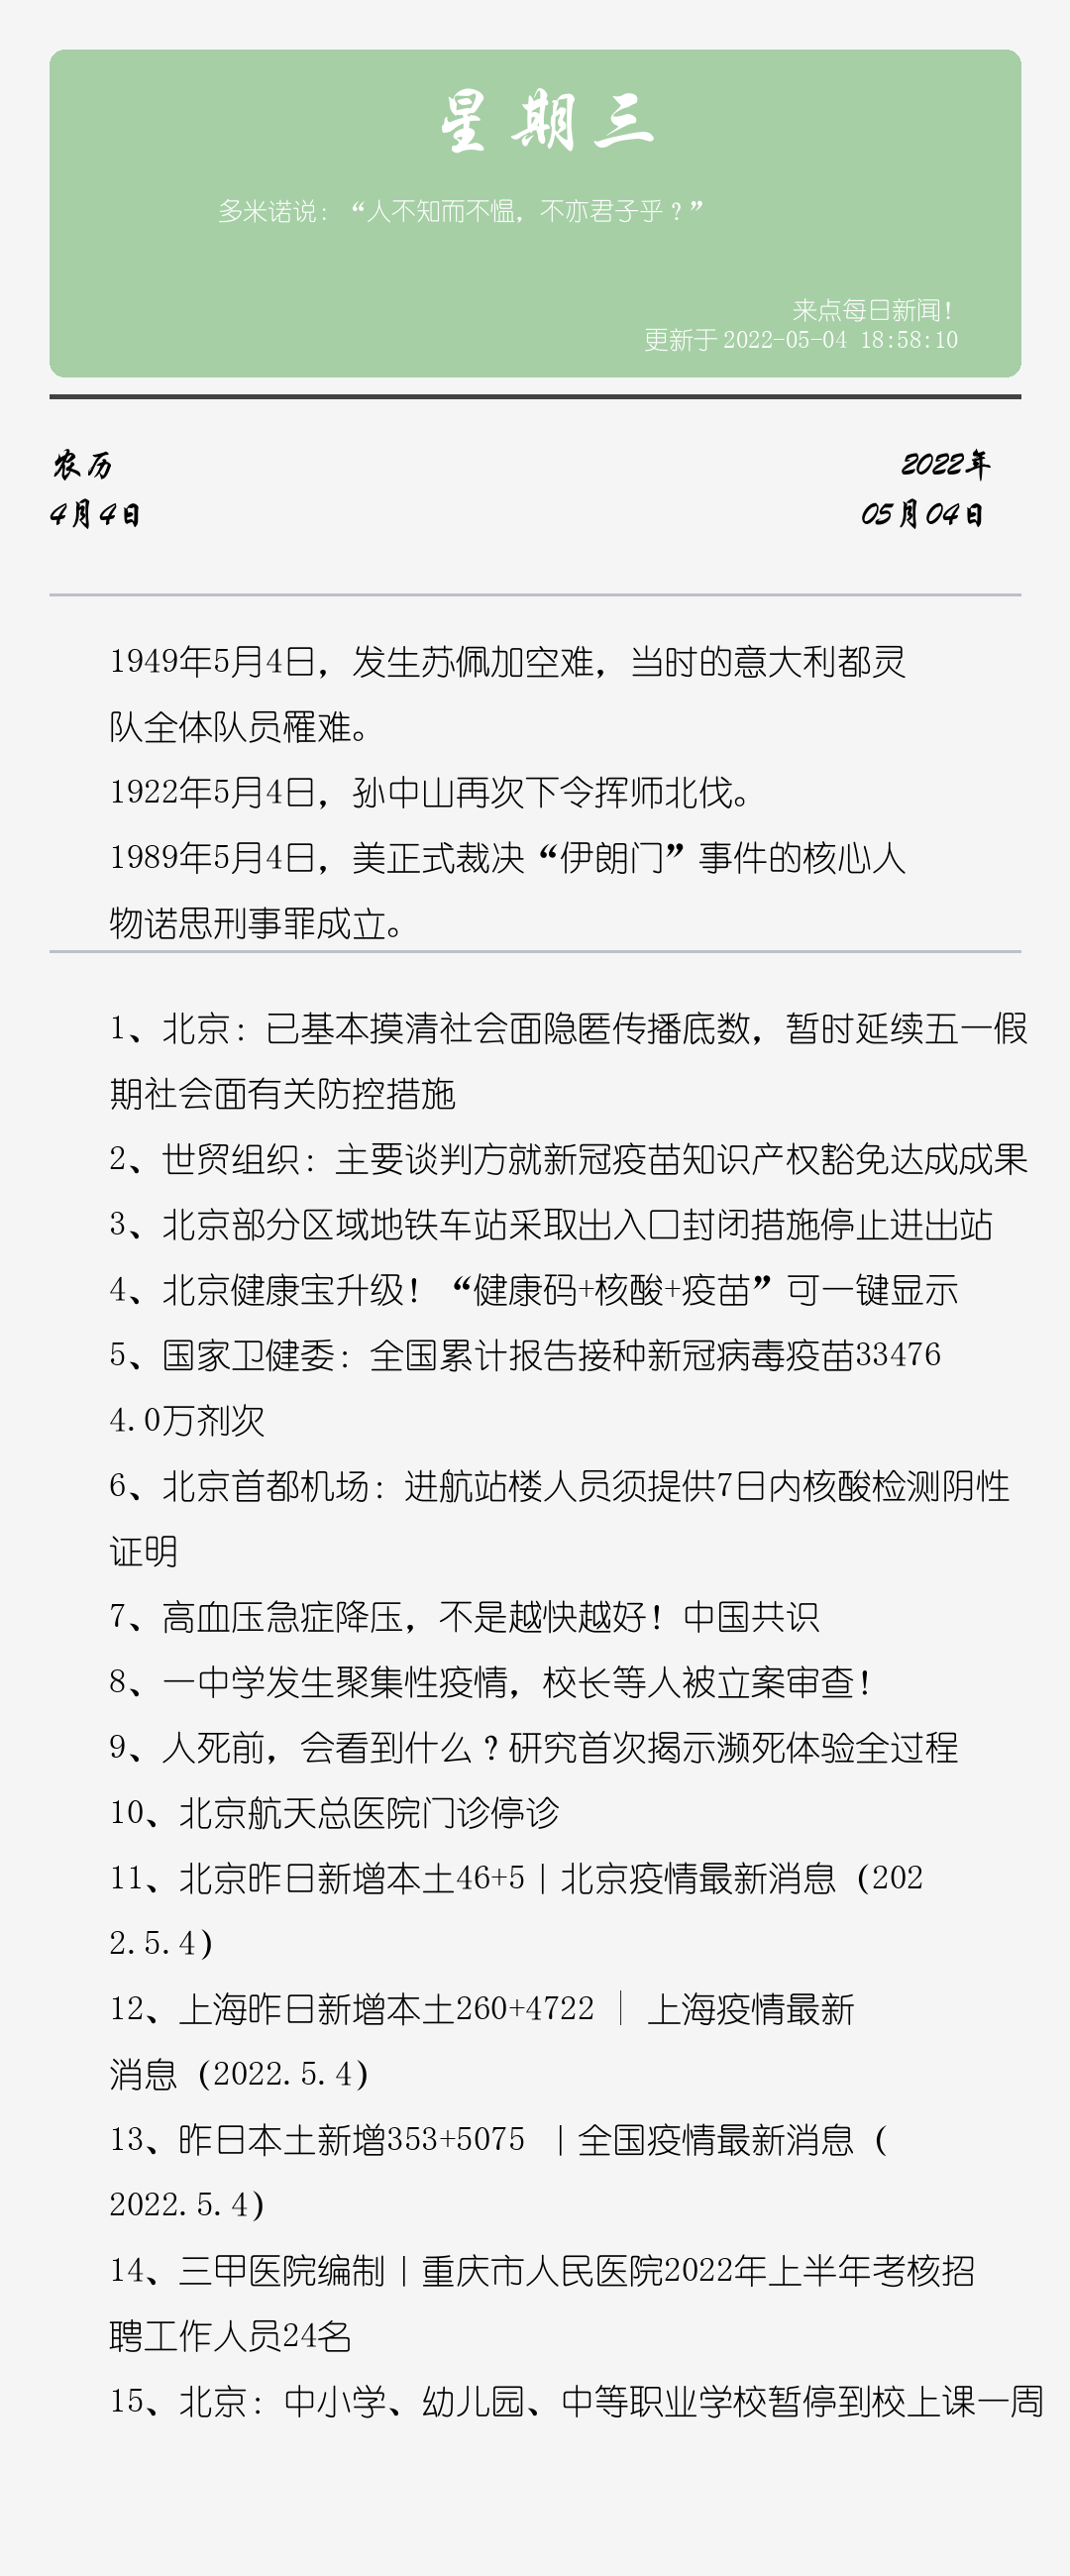 星期三
多米诺说：“人不知而不愠，不亦君子乎？”
来点每日新闻！
更新于 2022-05-04 18:58:10
农历
2022年
4月4日
05月04日
1949年5月4日，发生苏佩加空难，当时的意大利都灵
队全体队员罹难。
1922年5月4日，孙中山再次下令挥师北伐。
1989年5月4日，美正式裁决“伊朗门”事件的核心人
物诺思刑事罪成立。
1、北京：已基本摸清社会面隐匿传播底数，暂时延续五一假
期社会面有关防控措施
2、世贸组织：主要谈判方就新冠疫苗知识产权豁免达成成果
3、北京部分区域地铁车站采取出入口封闭措施停止进出站
4、北京健康宝升级！“健康码+核酸+疫苗”可一键显示
5、国家卫健委：全国累计报告接种新冠病毒疫苗33476
4.0万剂次
6、北京首都机场：进航站楼人员须提供7日内核酸检测阴性
证明
7、高血压急症降压，不是越快越好！中国共识
8、一中学发生聚集性疫情，校长等人被立案审查！
9、人死前，会看到什么？研究首次揭示濒死体验全过程
10、北京航天总医院门诊停诊
11、北京昨日新增本土46+5丨北京疫情最新消息（202
2.5.4）
12、上海昨日新增本土260+4722 │ 上海疫情最新
消息（2022.5.4）
13、昨日本土新增353+5075 丨全国疫情最新消息（
2022.5.4）
14、三甲医院编制丨重庆市人民医院2022年上半年考核招
聘工作人员24名
15、北京：中小学、幼儿园、中等职业学校暂停到校上课一周